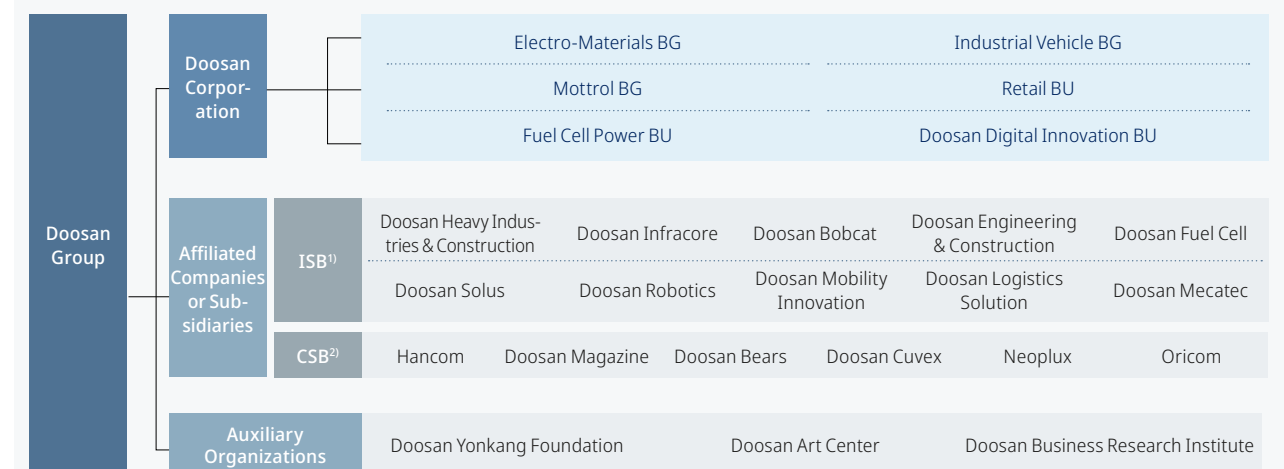 Doosan
Group
Doosan
Corpor-
ation
Electro-Materials BG
Industrial Vehicle BG
Mottrol BG
Retail BU
Fuel Cell Power BU
Doosan Digital Innovation BU
Affiliated
Companies
or Sub-
sidiaries
ISB1)
Doosan Heavy Indus-
tries & Construction
Doosan Infracore
Doosan Bobcat
Doosan Engineering
& Construction
Doosan Fuel Cell
Doosan Solus
Doosan Robotics
Doosan Mobility
Innovation
Doosan Logistics
Solution
Doosan Mecatec
CSB2)
Hancom
Doosan Magazine
Doosan Bears
Doosan Cuvex
Neoplux
Oricom
Auxiliary
Organizations
Doosan Yonkang Foundation
Doosan Art Center
Doosan Business Research Institute